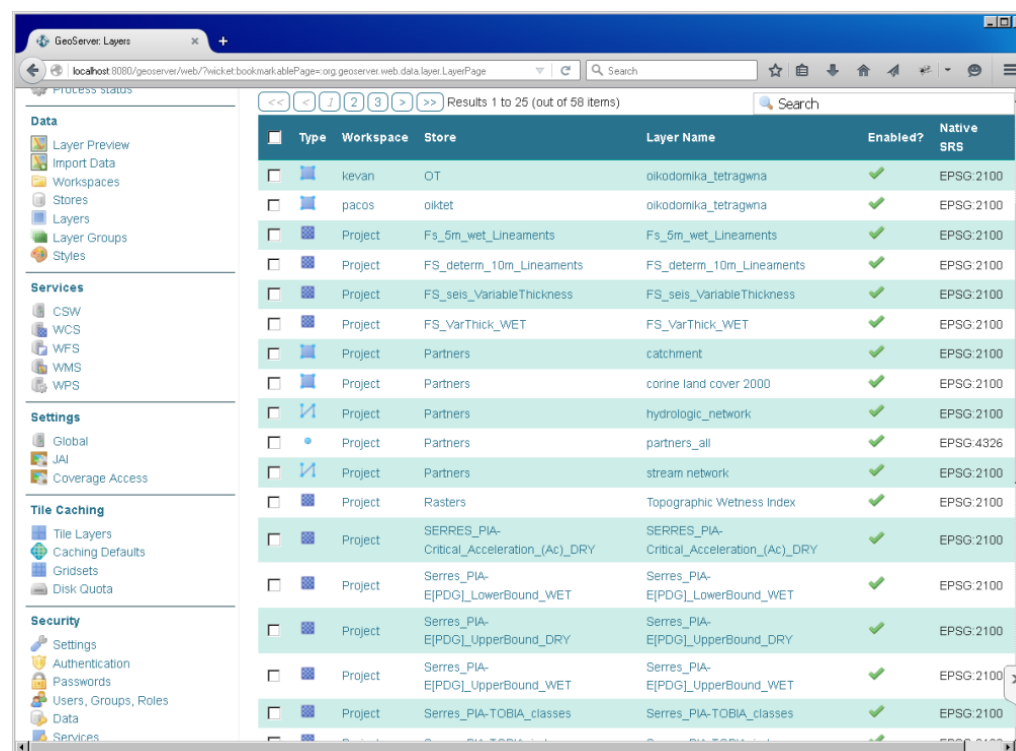 GeoServer: Layers
localhost:8080/geoserver/web/?wicket:bookmarkablePage=:org.geoserver.web.data.layer.LayerPage
Search
Process status
Data
Layer Preview
Import Data
Workspaces
Stores
Layers
Layer Groups
Styles
Services
CSW
WCS
WFS
WMS
WPS
Settings
Global
JAI
Coverage Access
Tile Caching
Tile Layers
Caching Defaults
Gridsets
Disk Quota
Security
Settings
Authentication
Passwords
Users, Groups, Roles
Data
Services
<< < 1 2 3 > >> Results 1 to 25 (out of 58 items) Search
Type Workspace Store Layer Name Enabled? Native SRS
kevan OT oikodomika_tetragwna EPSG:2100
pacos oiktet oikodomika_tetragwna EPSG:2100
Project Fs_5m_wet_Lineaments Fs_5m_wet_Lineaments EPSG:2100
Project FS_determ_10m_Lineaments FS_determ_10m_Lineaments EPSG:2100
Project FS_seis_VariableThickness FS_seis_VariableThickness EPSG:2100
Project FS_VarThick_WET FS_VarThick_WET EPSG:2100
Project Partners catchment EPSG:2100
Project Partners corine land cover 2000 EPSG:2100
Project Partners hydrologic_network EPSG:2100
Project Partners partners_all EPSG:4326
Project Partners stream network EPSG:2100
Project Rasters Topographic Wetness Index EPSG:2100
Project SERRES_PIA-Critical_Acceleration_(Ac)_DRY SERRES_PIA-Critical_Acceleration_(Ac)_DRY EPSG:2100
Project Serres_PIA-E[PDG]_LowerBound_WET Serres_PIA-E[PDG]_LowerBound_WET EPSG:2100
Project Serres_PIA-E[PDG]_UpperBound_DRY Serres_PIA-E[PDG]_UpperBound_DRY EPSG:2100
Project Serres_PIA-E[PDG]_UpperBound_WET Serres_PIA-E[PDG]_UpperBound_WET EPSG:2100
Project Serres_PIA-TOBIA_classes Serres_PIA-TOBIA_classes EPSG:2100